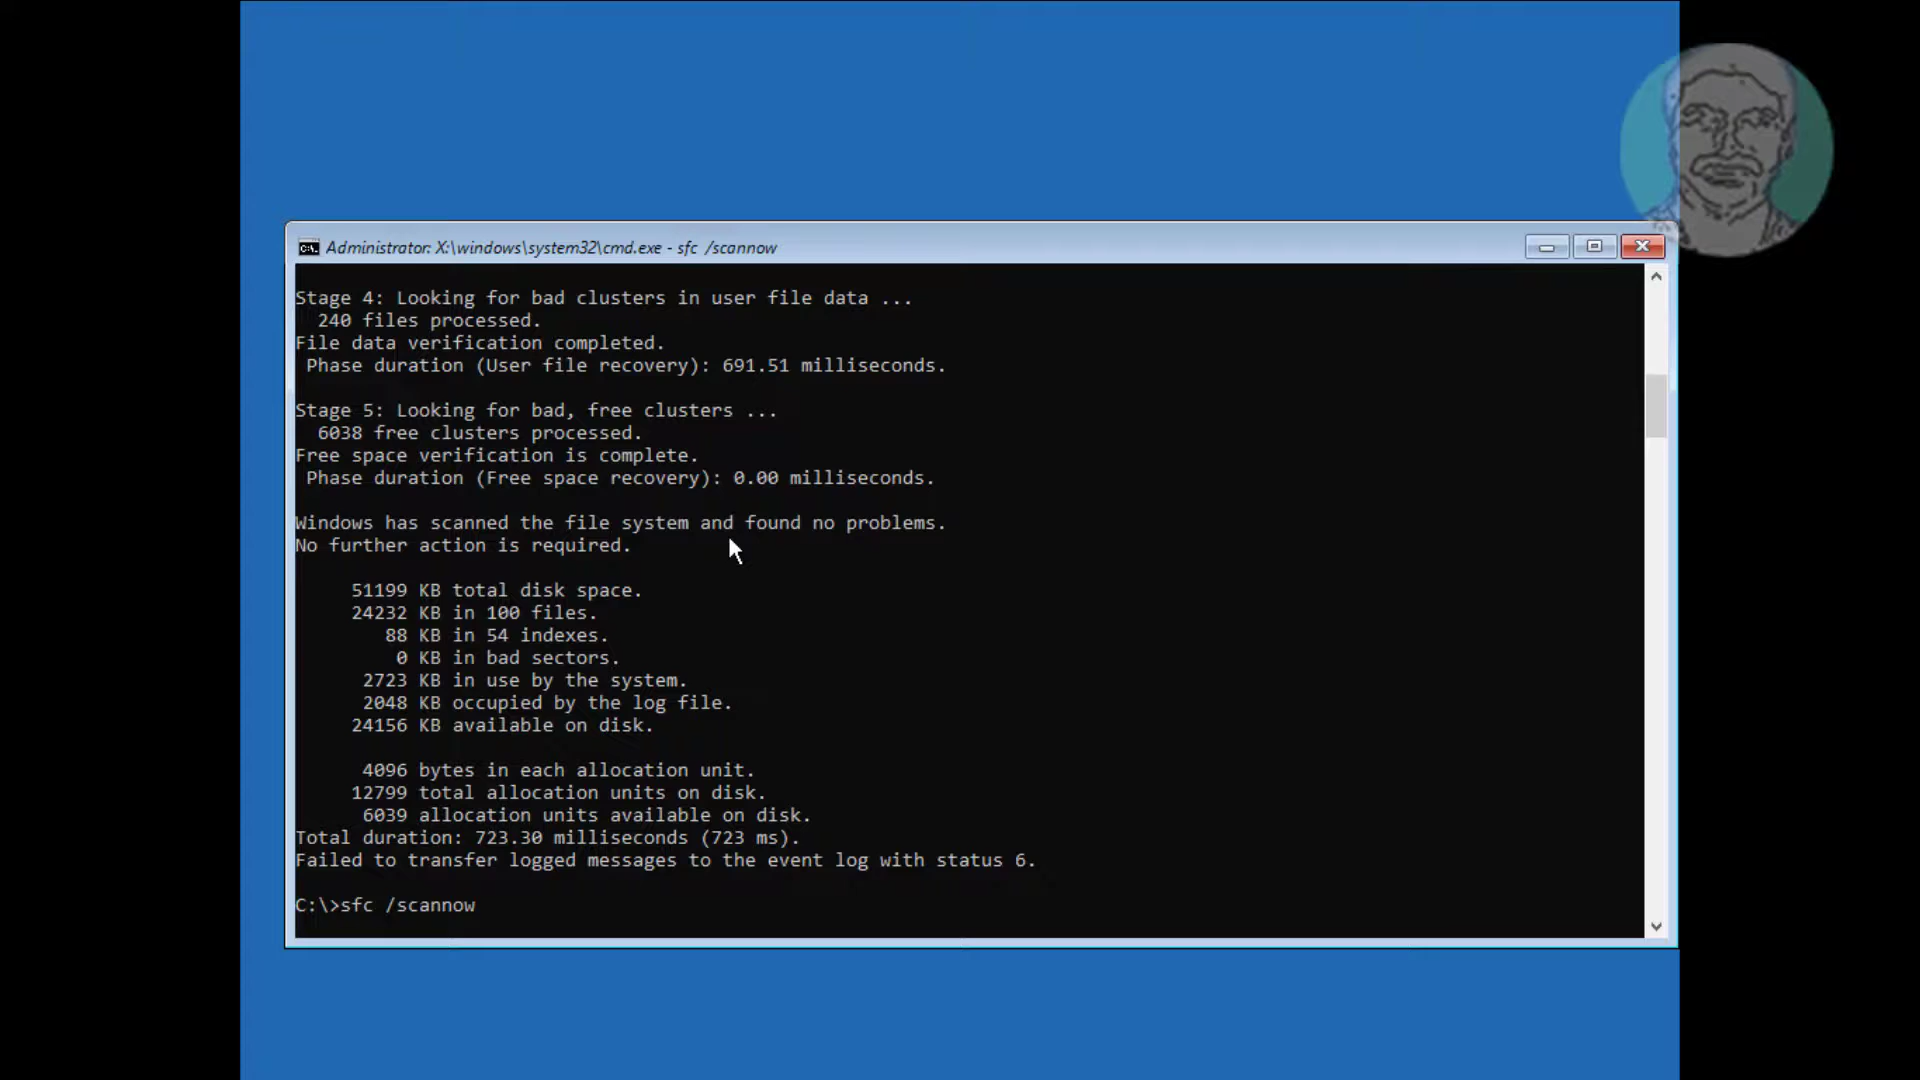 Administrator: X:\windows\system32\cmd.exe - sfc /scannow
Stage 4: Looking for bad clusters in user file data ...
240 files processed.
File data verification completed.
Phase duration (User file recovery): 691.51 milliseconds.
Stage 5: Looking for bad, free clusters ...
6038 free clusters processed.
Free space verification is complete.
Phase duration (Free space recovery): 0.00 milliseconds.
Windows has scanned the file system and found no problems.
No further action is required.
51199 KB total disk space.
24232 KB in 100 files.
88 KB in 54 indexes.
0 KB in bad sectors.
2723 KB in use by the system.
2048 KB occupied by the log file.
24156 KB available on disk.
4096 bytes in each allocation unit.
12799 total allocation units on disk.
6039 allocation units available on disk.
Total duration: 723.30 milliseconds (723 ms).
Failed to transfer logged messages to the event log with status 6.
C:\>sfc /scannow